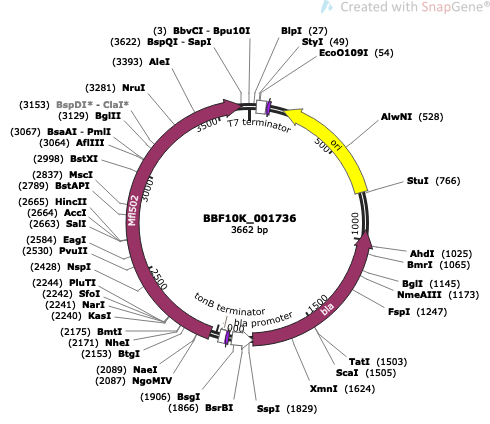 Created with SnapGene®
(3) BbvCI - Bpu10I
BlpI (27)
(3622) BspQI - SapI
StyI (49)
EcoO109I (54)
(3393) AleI
(3281) NruI
(3153) BspDI* - ClaI*
(3129) BglII
(3067) BsaAI - PmlI
(3064) AflIII
(2998) BstXI
(2837) MscI
(2789) BstAPI
(2665) HincII
(2664) AccI
(2663) SalI
(2584) EagI
(2530) PvuII
(2428) NspI
(2244) PluTI
(2242) SfoI
(2241) NarI
(2240) KasI
(2175) BmtI
(2171) NheI
(2153) BtgI
(2089) NaeI
(2087) NgoMIV
(1906) BsgI
(1866) BsrBI
SspI (1829)
AlwNI (528)
StuI (766)
AhdI (1025)
BmrI (1065)
BglI (1145)
NmeAIII (1173)
FspI (1247)
TatI (1503)
ScaI (1505)
XmnI (1624)
T7 terminator
ori
bla
bla promoter
tonB terminator
Mfl502
500
1000
1500
2500
3000
3500
BBF10K_001736
3662 bp